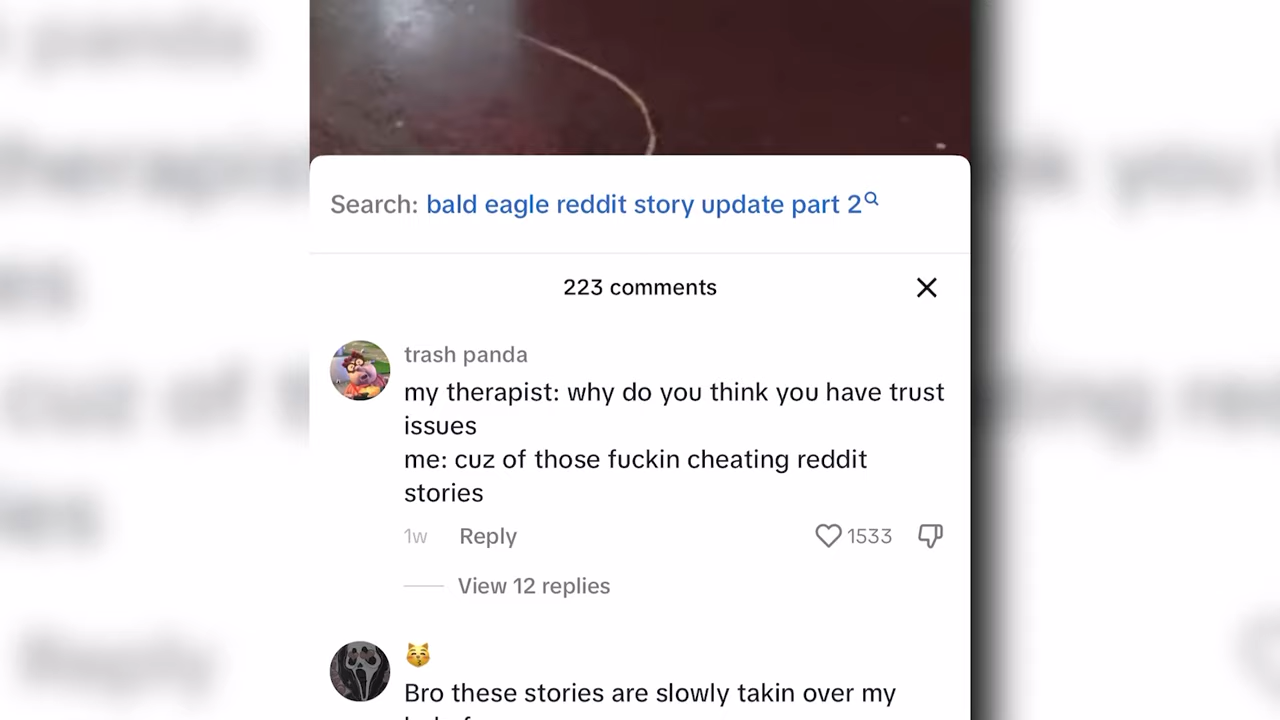 Search: bald eagle reddit story update part 2
223 comments
trash panda
my therapist: why do you think you have trust
issues
me: cuz of those fuckin cheating reddit
stories
1w Reply 1533
View 12 replies
😽
Bro these stories are slowly takin over my